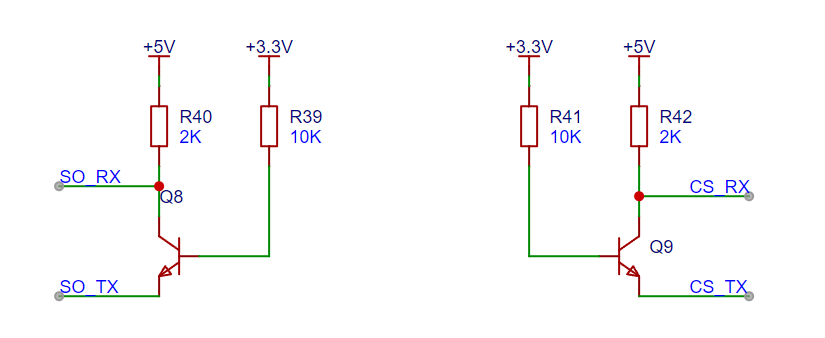 +5V
+3.3V
R40
2K
R39
10K
SO_RX
Q8
SO_TX
+3.3V
+5V
R41
10K
R42
2K
CS_RX
Q9
CS_TX